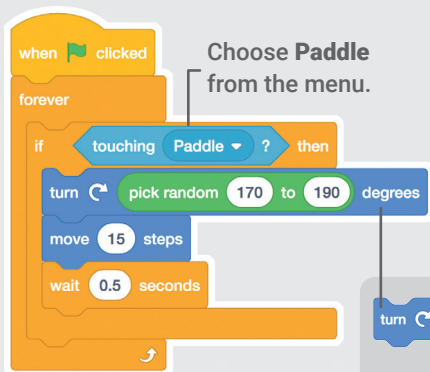 when clicked
Choose Paddle
from the menu.
forever
if touching Paddle ? then
turn pick random 170 to 190 degrees
move 15 steps
wait 0.5 seconds
turn